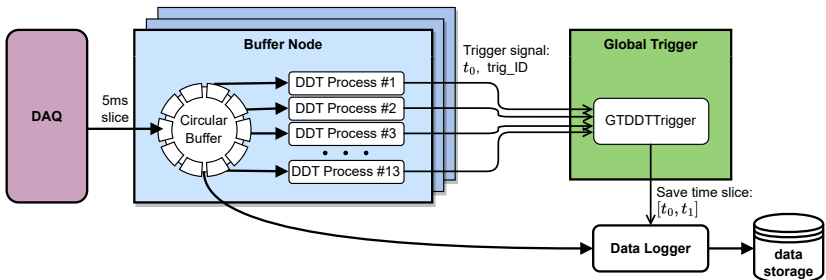 DAQ
5ms
slice
Buffer Node
Circular
Buffer
DDT Process #1
DDT Process #2
DDT Process #3
• • •
DDT Process #13
Trigger signal:
t₀, trig_ID
Global Trigger
GTDDTTrigger
Save time slice:
[t₀, t₁]
Data Logger
data
storage